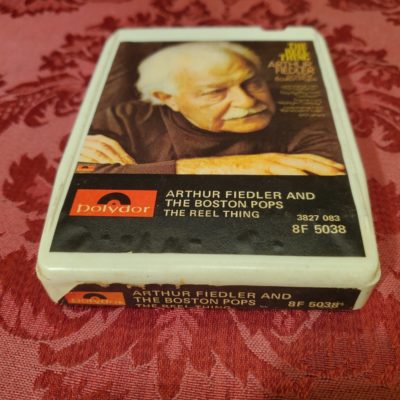 THE REEL
THING
ARTHUR
FIEDLER
Polydor
ARTHUR FIEDLER AND
THE BOSTON POPS
THE REEL THING
3827 083
8F 5038
Polydor
ARTHUR FIEDLER AND
THE BOSTON POPS
THE REEL THING
8F 5038